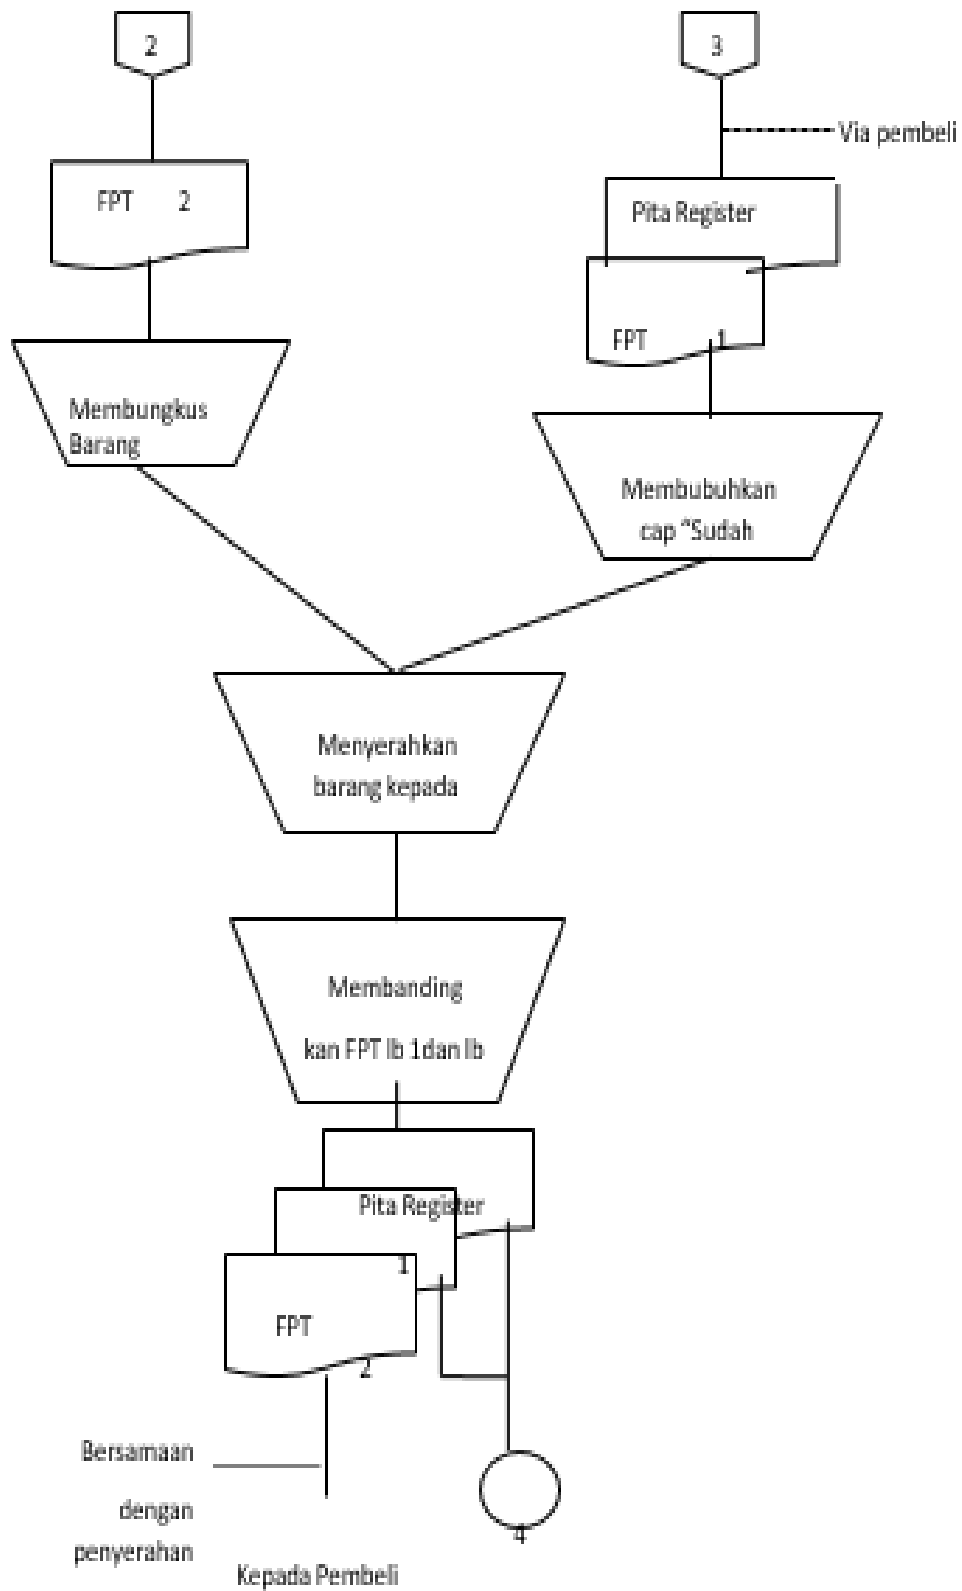 2
3
Via pembeli
FPT 2
Pita Register
FPT 1
Membungkus
Barang
Membubuhkan
cap “Sudah
Menyerahkan
barang kepada
Membanding
kan FPT lb 1dan lb
Pita Register
1
FPT
2
Bersamaan
dengan
penyerahan
4
Kepada Pembeli